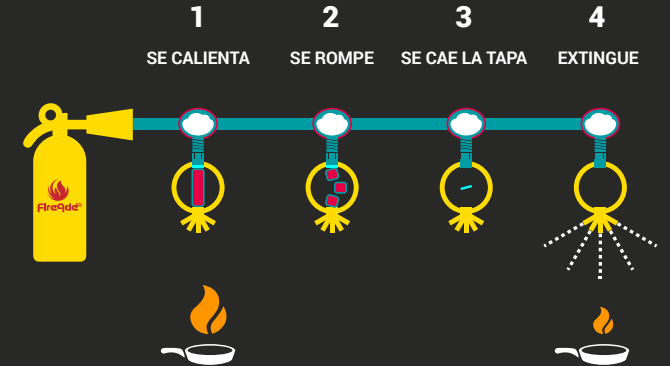 1
SE CALIENTA
2
SE ROMPE
3
SE CAE LA TAPA
4
EXTINGUE
FireAde